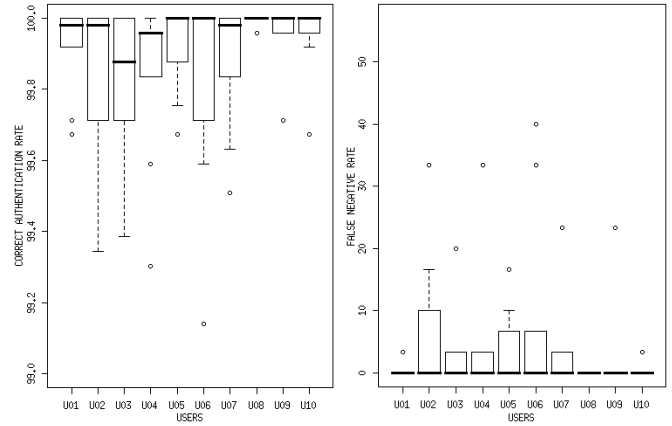 CORRECT AUTHENTICATION RATE
100.0
99.8
99.6
99.4
99.2
99.0
U01 U02 U03 U04 U05 U06 U07 U08 U09 U10
USERS
FALSE NEGATIVE RATE
50
40
30
20
10
0
U01 U02 U03 U04 U05 U06 U07 U08 U09 U10
USERS